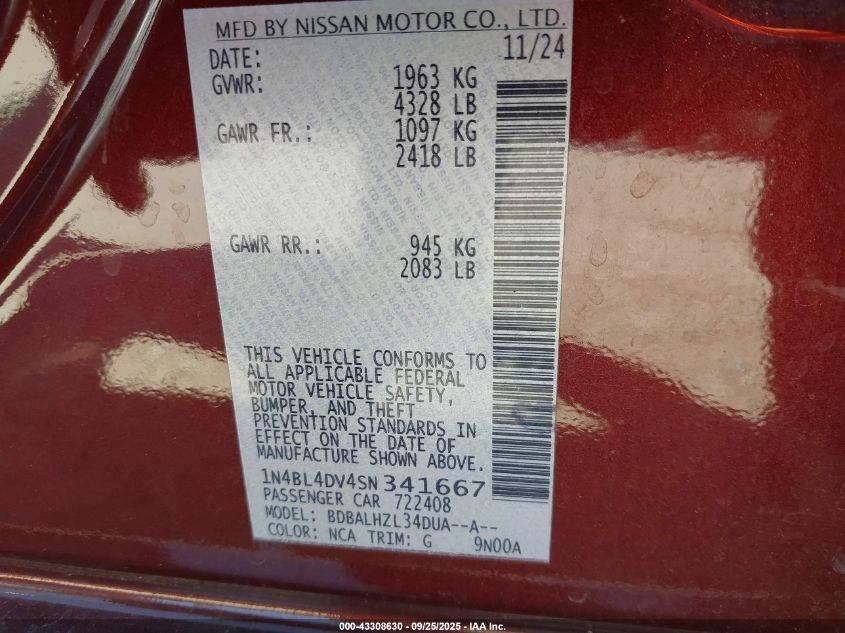 MFD BY NISSAN MOTOR CO., LTD.
DATE: 11/24
GVWR: 1963 KG
4328 LB
GAWR FR.: 1097 KG
2418 LB
GAWR RR.: 945 KG
2083 LB
THIS VEHICLE CONFORMS TO
ALL APPLICABLE FEDERAL
MOTOR VEHICLE SAFETY,
BUMPER, AND THEFT
PREVENTION STANDARDS IN
EFFECT ON THE DATE OF
MANUFACTURE SHOWN ABOVE.
1N4BL4DV4SN341667
PASSENGER CAR 722408
MODEL: BDBALHZL34DUA--A--
COLOR: NCA TRIM: G 9N00A
000-43308630 - 09/25/2025 - IAA Inc.